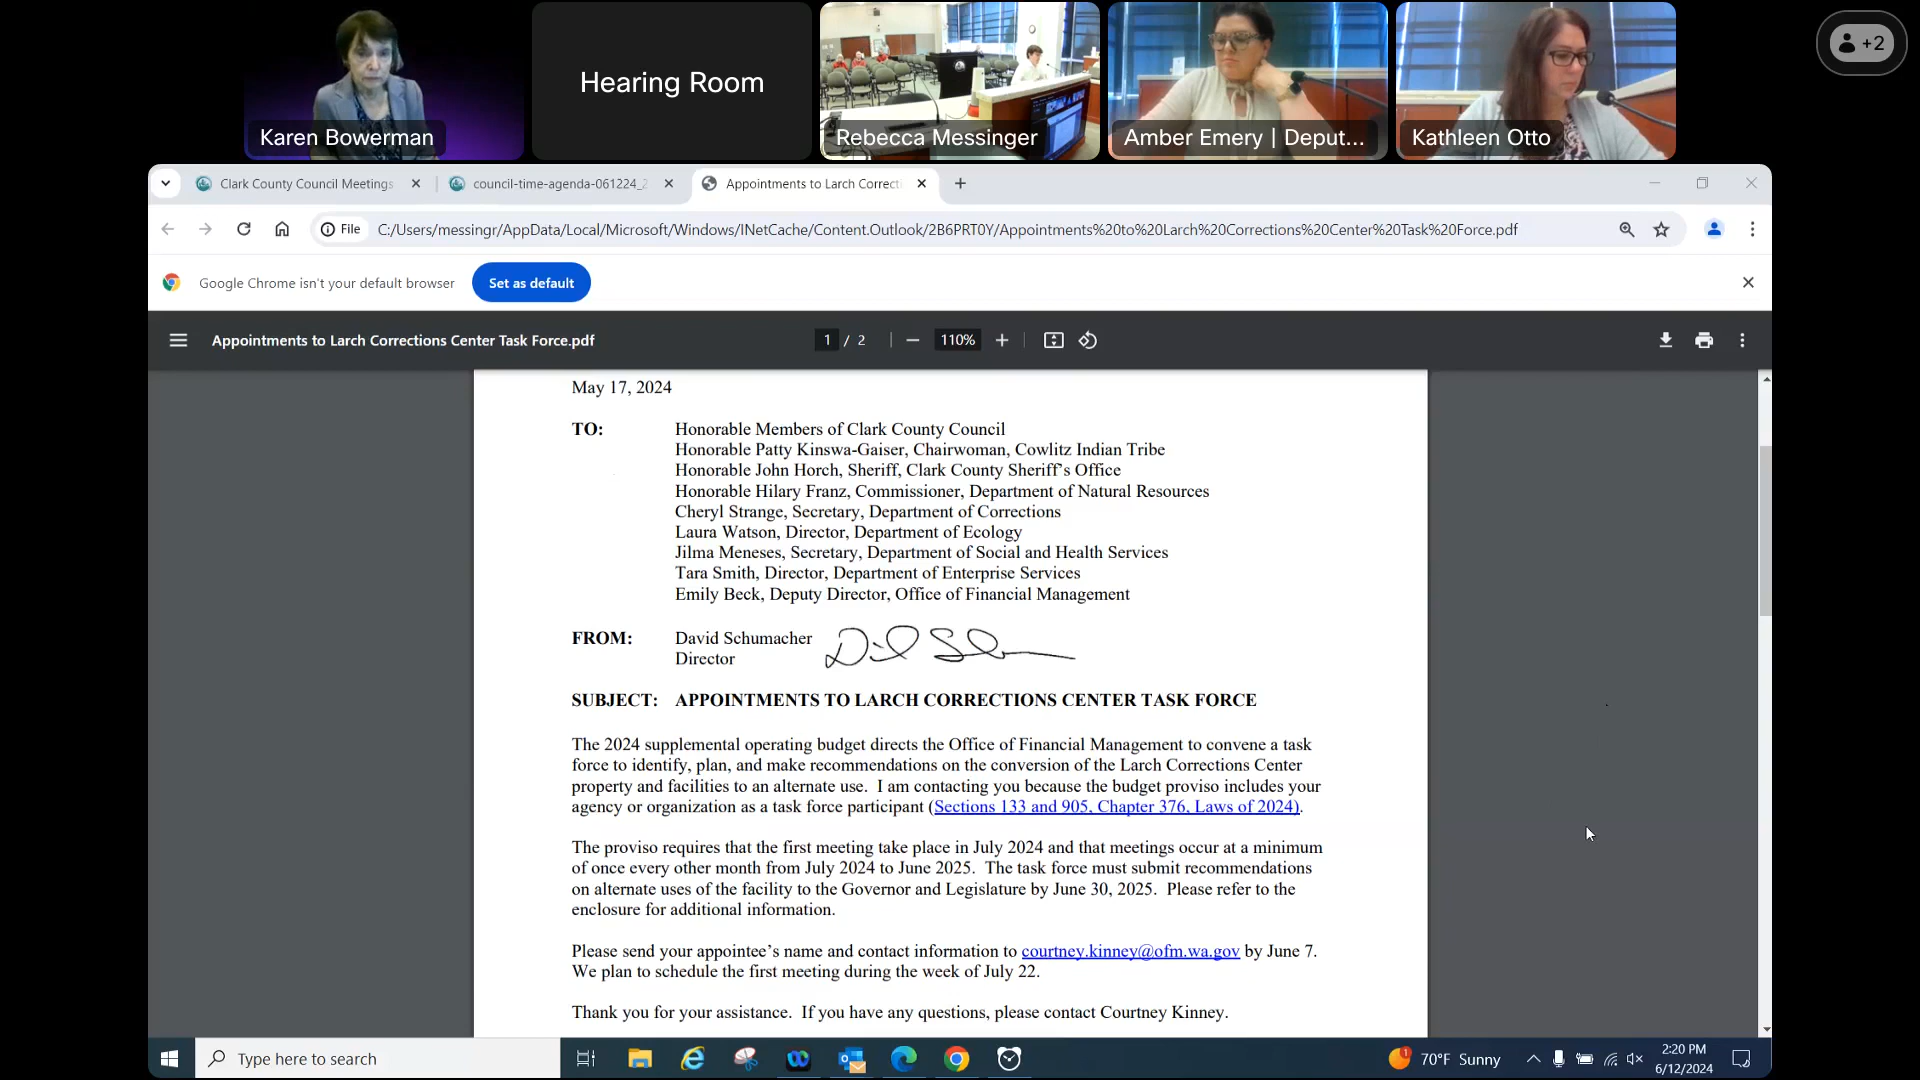 Karen Bowerman
Hearing Room
Rebecca Messinger
Amber Emery | Deput...
Kathleen Otto
+2
Clark County Council Meetings
council-time-agenda-061224_2
Appointments to Larch Correcti
File
C:/Users/messingr/AppData/Local/Microsoft/Windows/INetCache/Content.Outlook/2B6PRT0Y/Appointments%20to%20Larch%20Corrections%20Center%20Task%20Force.pdf
Google Chrome isn't your default browser
Set as default
Appointments to Larch Corrections Center Task Force.pdf
1 / 2
110%
May 17, 2024
TO: Honorable Members of Clark County Council
Honorable Patty Kinswa-Gaiser, Chairwoman, Cowlitz Indian Tribe
Honorable John Horch, Sheriff, Clark County Sheriff's Office
Honorable Hilary Franz, Commissioner, Department of Natural Resources
Cheryl Strange, Secretary, Department of Corrections
Laura Watson, Director, Department of Ecology
Jilma Meneses, Secretary, Department of Social and Health Services
Tara Smith, Director, Department of Enterprise Services
Emily Beck, Deputy Director, Office of Financial Management
FROM: David Schumacher
Director
SUBJECT: APPOINTMENTS TO LARCH CORRECTIONS CENTER TASK FORCE
The 2024 supplemental operating budget directs the Office of Financial Management to convene a task
force to identify, plan, and make recommendations on the conversion of the Larch Corrections Center
property and facilities to an alternate use. I am contacting you because the budget proviso includes your
agency or organization as a task force participant (Sections 133 and 905, Chapter 376, Laws of 2024).
The proviso requires that the first meeting take place in July 2024 and that meetings occur at a minimum
of once every other month from July 2024 to June 2025. The task force must submit recommendations
on alternate uses of the facility to the Governor and Legislature by June 30, 2025. Please refer to the
enclosure for additional information.
Please send your appointee's name and contact information to courtney.kinney@ofm.wa.gov by June 7.
We plan to schedule the first meeting during the week of July 22.
Thank you for your assistance. If you have any questions, please contact Courtney Kinney.
Type here to search
70°F Sunny
2:20 PM
6/12/2024